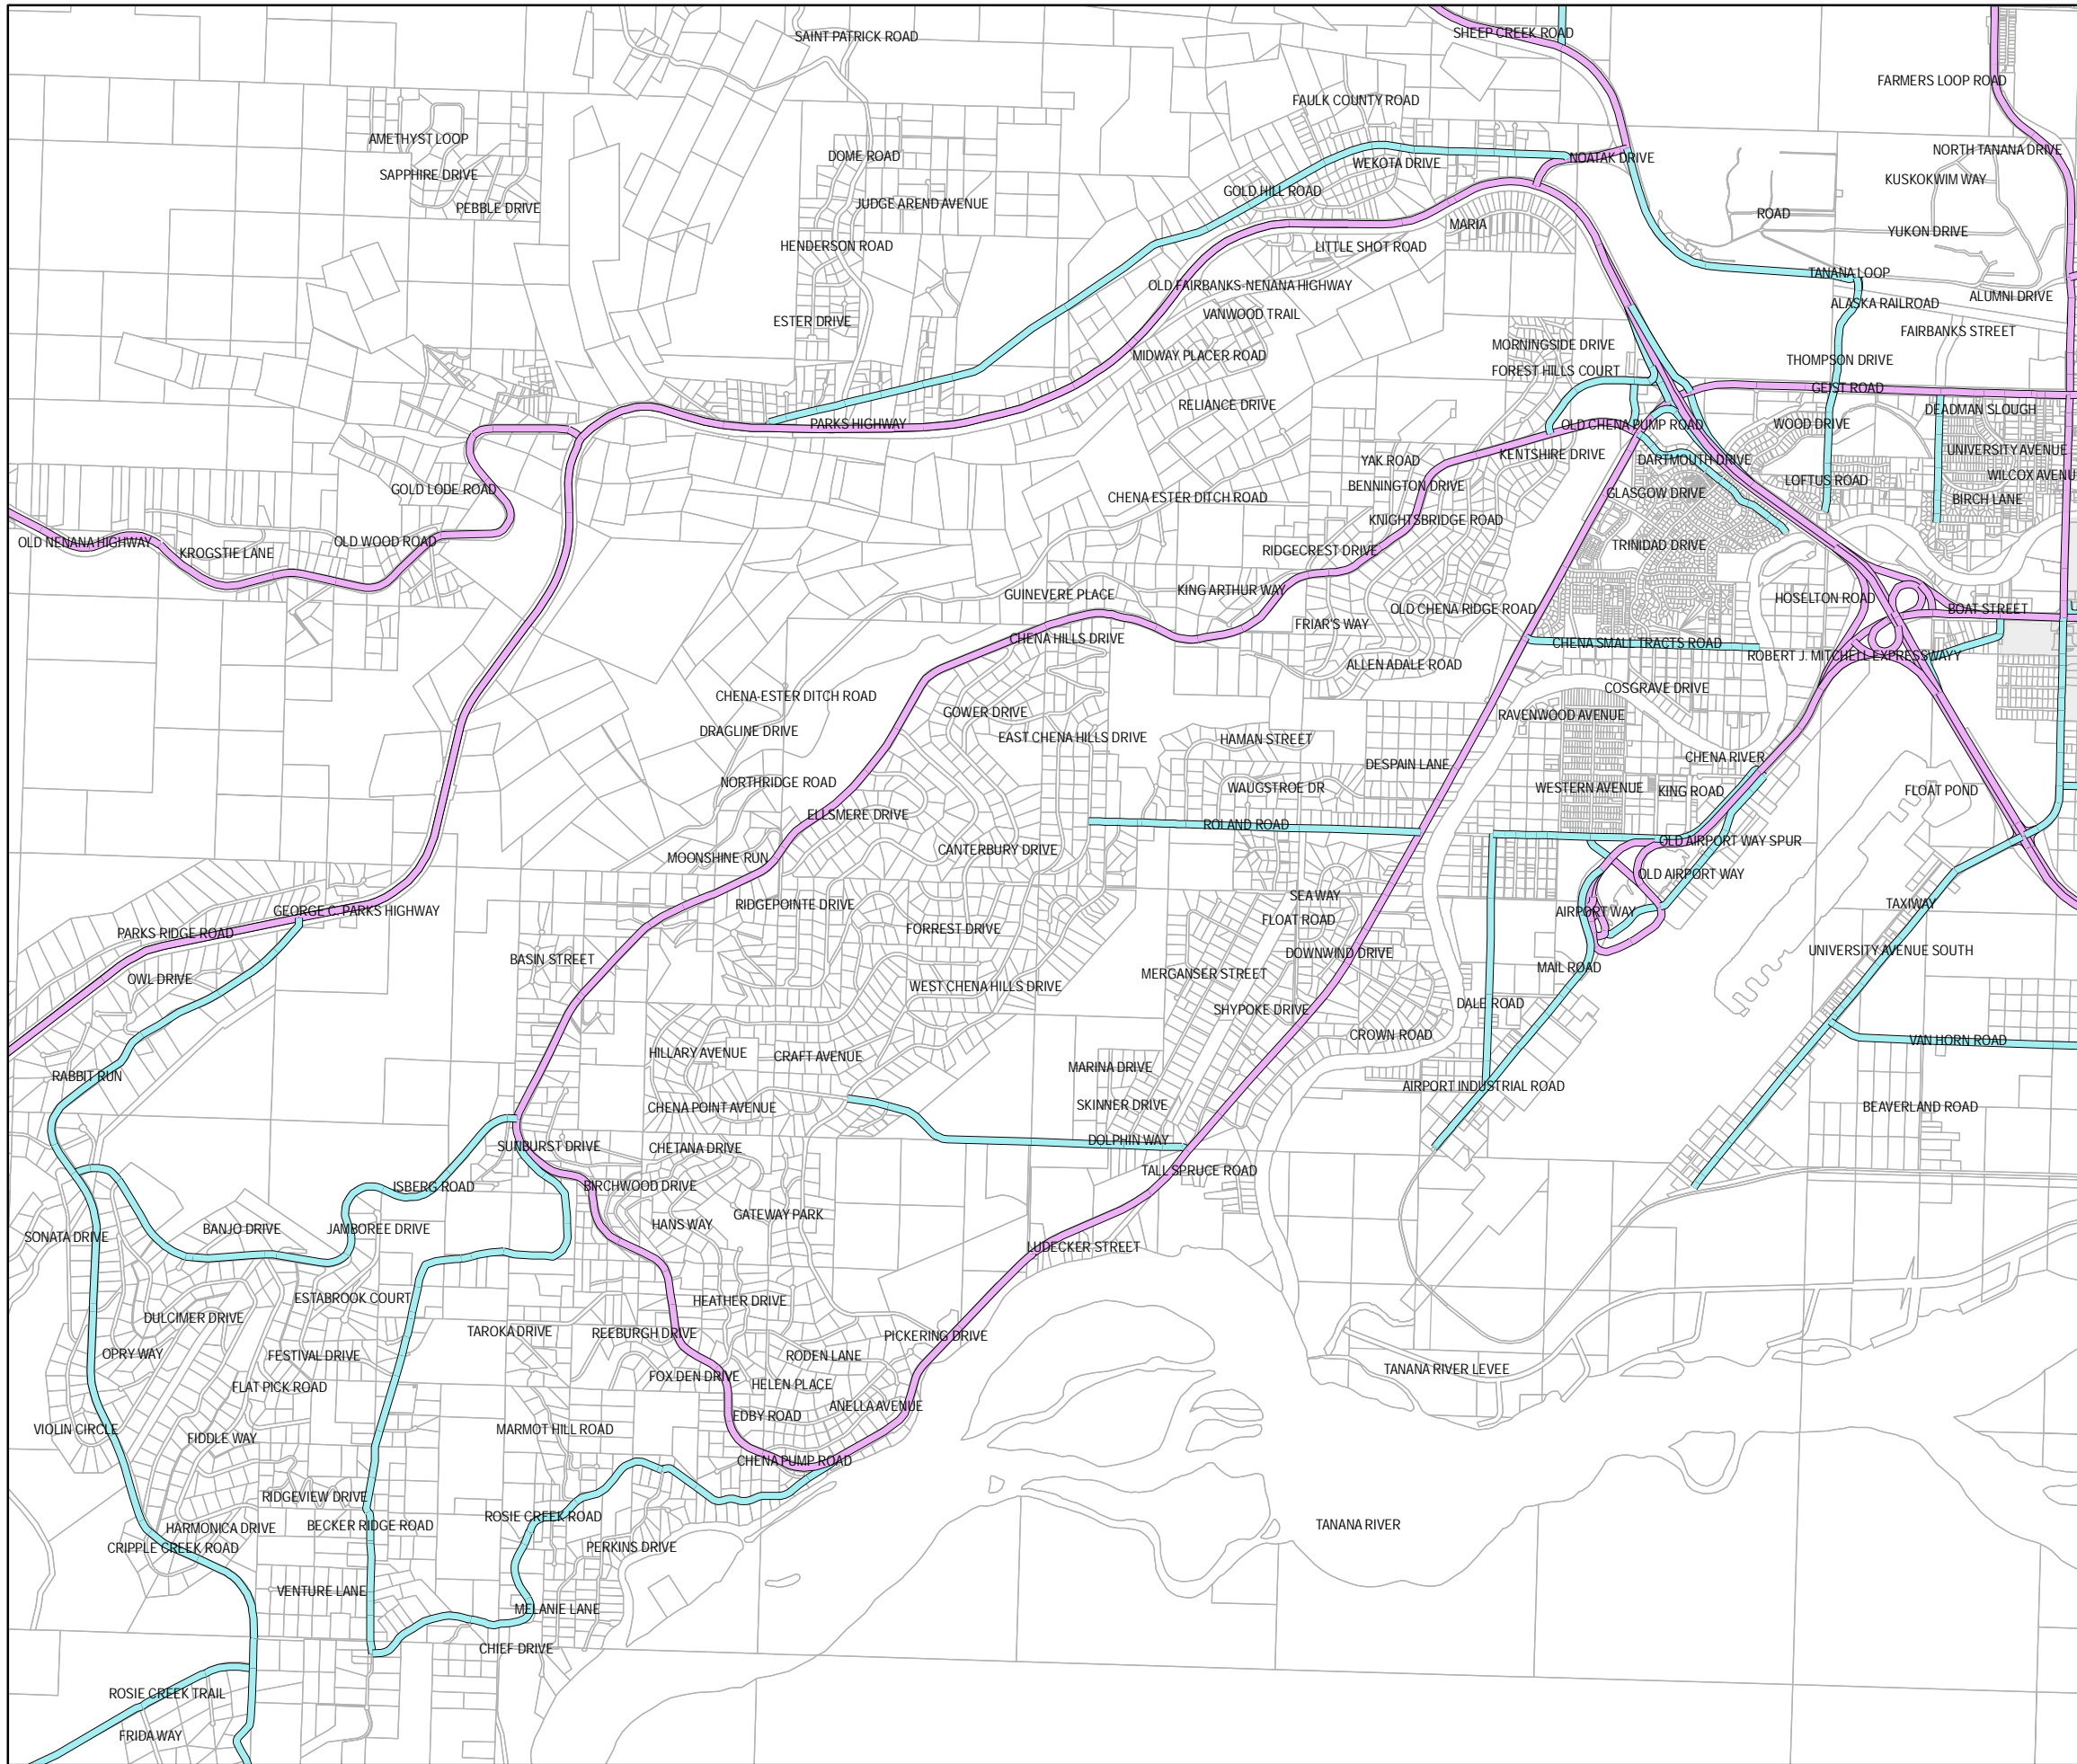 SHEEP CREEK ROAD
SAINT PATRICK ROAD
FARMERS LOOP ROAD
FAULK COUNTY ROAD
AMETHYST LOOP
DOME ROAD
WEKOTA DRIVE
NOATAK DRIVE
NORTH TANANA DRIVE
SAPPHIRE DRIVE
KUSKOKWIM WAY
GOLD HILL ROAD
PEBBLE DRIVE
JUDGE AREND AVENUE
ROAD
MARIA
YUKON DRIVE
HENDERSON ROAD
LITTLE SHOT ROAD
TANANA LOOP
OLD FAIRBANKS-NENANA HIGHWAY
ALUMNI DRIVE
ALASKA RAILROAD
VANWOOD TRAIL
ESTER DRIVE
FAIRBANKS STREET
MORNINGSIDE DRIVE
MIDWAY PLACER ROAD
THOMPSON DRIVE
FOREST HILLS COURT
GEIST ROAD
RELIANCE DRIVE
DEADMAN SLOUGH
PARKS HIGHWAY
OLD CHENA PUMP ROAD
WOOD DRIVE
UNIVERSITY AVENUE
KENTSHIRE DRIVE
YAK ROAD
DARTMOUTH DRIVE
WILCOX AVENU
LOFTUS ROAD
BENNINGTON DRIVE
GOLD LODE ROAD
GLASGOW DRIVE
CHENA ESTER DITCH ROAD
BIRCH LANE
KNIGHTSBRIDGE ROAD
OLD NENANA HIGHWAY
OLD WOOD ROAD
TRINIDAD DRIVE
KROGSTIE LANE
RIDGECREST DRIVE
KING ARTHUR WAY
GUINEVERE PLACE
HOSELTON ROAD
OLD CHENA RIDGE ROAD
BOAT STREET
FRIAR'S WAY
CHENA HILLS DRIVE
CHENA SMALL TRACTS ROAD
ROBERT J. MITCHELL EXPRESSWAYY
ALLEN ADALE ROAD
COSGRAVE DRIVE
CHENA-ESTER DITCH ROAD
GOWER DRIVE
RAVENWOOD AVENUE
DRAGLINE DRIVE
EAST CHENA HILLS DRIVE
HAMAN STREET
CHENA RIVER
DESPAIN LANE
NORTHRIDGE ROAD
WAUGSTROE DR
WESTERN AVENUE
KING ROAD
FLOAT POND
ELLSMERE DRIVE
ROLAND ROAD
OLD AIRPORT WAY SPUR
CANTERBURY DRIVE
MOONSHINE RUN
OLD AIRPORT WAY
SEA WAY
RIDGEPOINTE DRIVE
TAXIWAY
GEORGE C. PARKS HIGHWAY
AIRPORT WAY
FLOAT ROAD
FORREST DRIVE
PARKS RIDGE ROAD
UNIVERSITY AVENUE SOUTH
DOWNWIND DRIVE
BASIN STREET
MAIL ROAD
MERGANSER STREET
OWL DRIVE
WEST CHENA HILLS DRIVE
DALE ROAD
SHYPOKE DRIVE
CROWN ROAD
VAN HORN ROAD
HILLARY AVENUE
CRAFT AVENUE
MARINA DRIVE
RABBIT RUN
AIRPORT INDUSTRIAL ROAD
SKINNER DRIVE
CHENA POINT AVENUE
BEAVERLAND ROAD
DOLPHIN WAY
SUNBURST DRIVE
CHETANA DRIVE
TALL SPRUCE ROAD
ISBERG ROAD
BIRCHWOOD DRIVE
GATEWAY PARK
HANS WAY
BANJO DRIVE
JAMBOREE DRIVE
SONATA DRIVE
LUDECKER STREET
ESTABROOK COURT
HEATHER DRIVE
DULCIMER DRIVE
TAROKA DRIVE
REEBURGH DRIVE
PICKERING DRIVE
OPRY WAY
FESTIVAL DRIVE
RODEN LANE
TANANA RIVER LEVEE
FOX DEN DRIVE
HELEN PLACE
FLAT PICK ROAD
ANELLA AVENUE
EDBY ROAD
VIOLIN CIRCLE
MARMOT HILL ROAD
FIDDLE WAY
CHENA PUMP ROAD
RIDGEVIEW DRIVE
ROSIE CREEK ROAD
BECKER RIDGE ROAD
TANANA RIVER
HARMONICA DRIVE
CRIPPLE CREEK ROAD
PERKINS DRIVE
VENTURE LANE
MELANIE LANE
CHIEF DRIVE
ROSIE CREEK TRAIL
FRIDA WAY